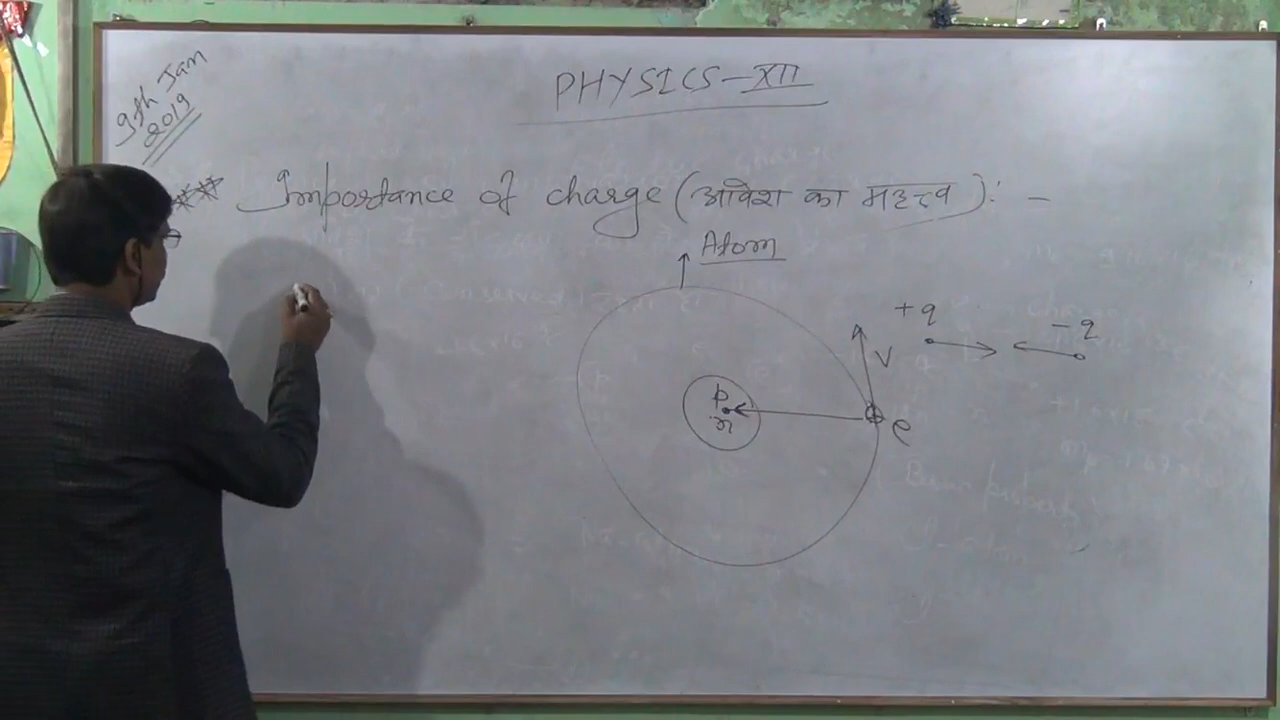 9th Jan
2019
PHYSICS-XII
Importance of charge (आवेश का महत्त्व):-
Atom
+q
-q
V
p
n
e